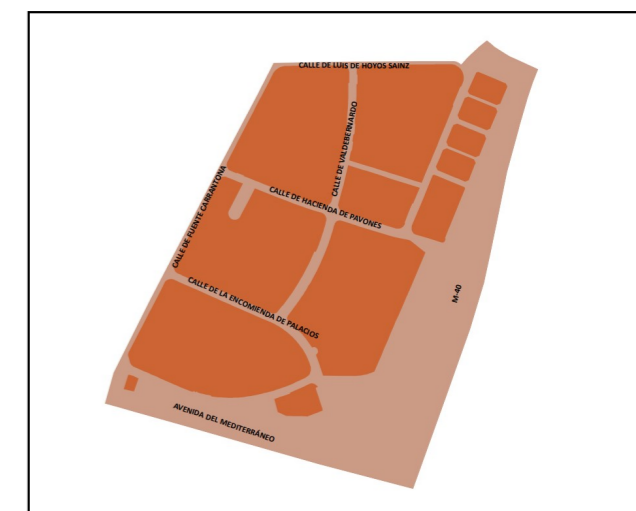 CALLE DE LUIS DE HOYOS SAINZ
CALLE DE VALDEBERNARDO
CALLE DE FUENTE CARRANTONA
CALLE DE HACIENDA DE PAVONES
CALLE DE LA ENCOMIENDA DE PALACIOS
M-40
AVENIDA DEL MEDITERRÁNEO